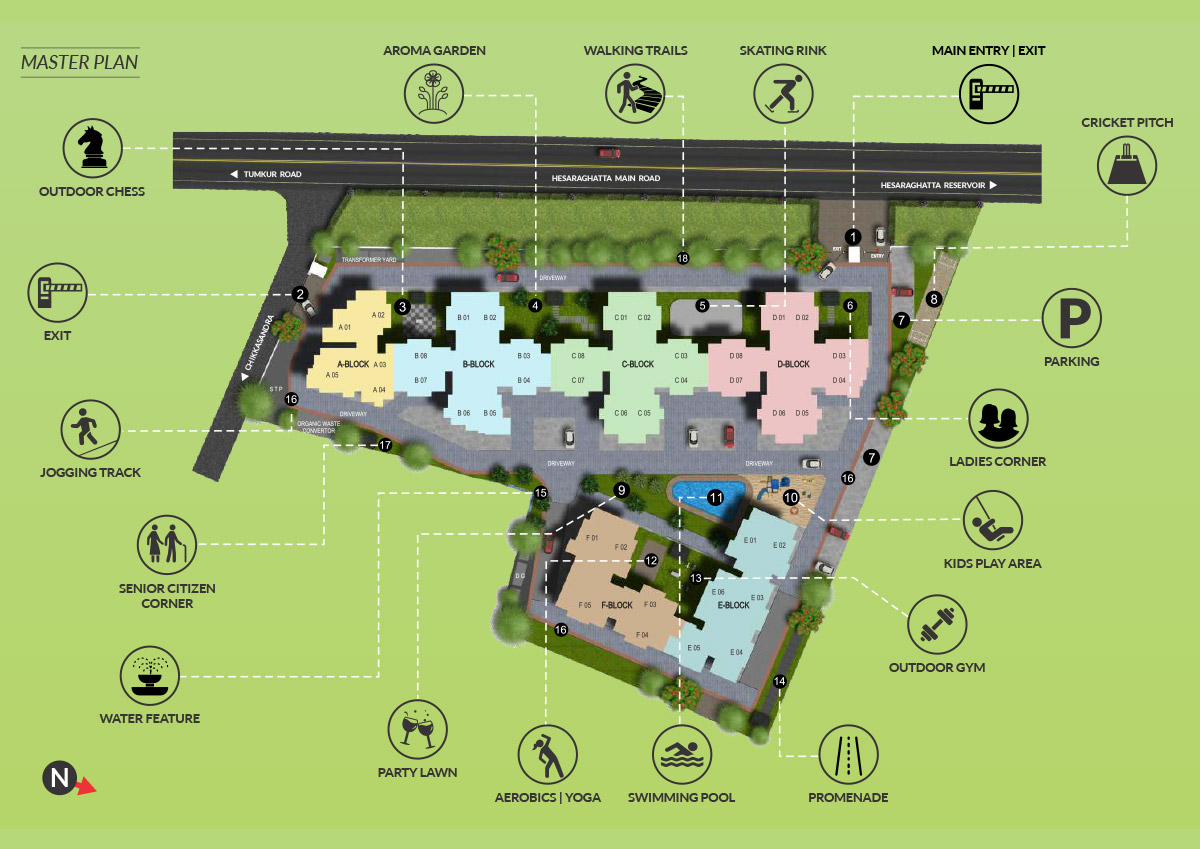 AROMA GARDEN
WALKING TRAILS
SKATING RINK
MAIN ENTRY | EXIT
MASTER PLAN
CRICKET PITCH
OUTDOOR CHESS
TUMKUR ROAD
HESARAGHATTA MAIN ROAD
HESARAGHATTA RESERVOIR
1
EXIT
ENTRY
TRANSFORMER YARD
18
DRIVEWAY
2
3
4
5
6
7
8
EXIT
CHIKKASANDRA
PARKING
A 01
A 02
A-BLOCK
A 03
A 04
A 05
B 01
B 02
B 03
B 04
B-BLOCK
B 05
B 06
B 07
B 08
C 01
C 02
C 03
C 04
C-BLOCK
C 05
C 06
C 07
C 08
D 01
D 02
D 03
D 04
D-BLOCK
D 05
D 06
D 07
D 08
STP
16
DRIVEWAY
ORGANIC WASTE
CONVERTOR
17
JOGGING TRACK
LADIES CORNER
DRIVEWAY
DRIVEWAY
7
16
15
9
11
10
F 01
F 02
12
E 01
E 02
KIDS PLAY AREA
SENIOR CITIZEN
CORNER
DG
13
F 05
F-BLOCK
F 03
F 04
E 06
E 03
E-BLOCK
E 05
E 04
16
14
OUTDOOR GYM
WATER FEATURE
PARTY LAWN
AEROBICS | YOGA
SWIMMING POOL
PROMENADE
P
N